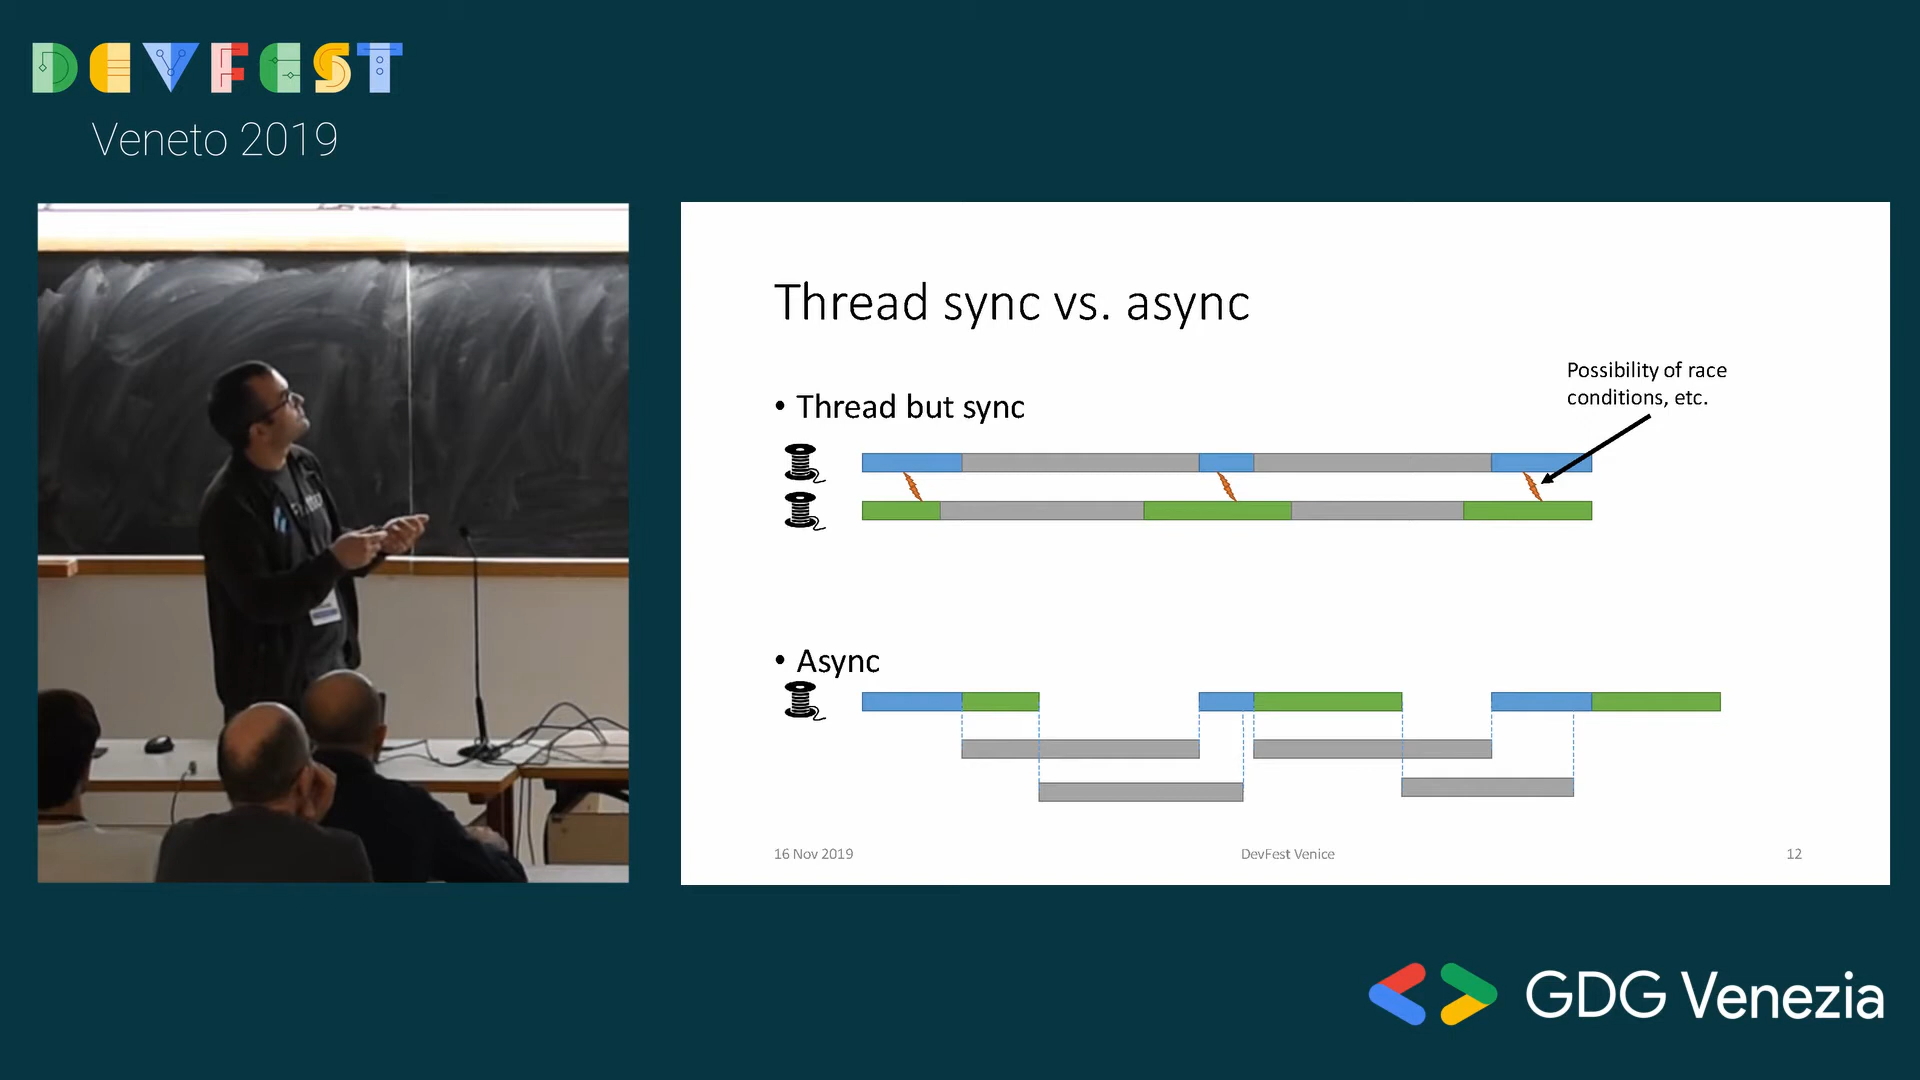 DEVFEST
Veneto 2019
Thread sync vs. async
Possibility of race
conditions, etc.
• Thread but sync
• Async
16 Nov 2019
DevFest Venice
12
GDG Venezia